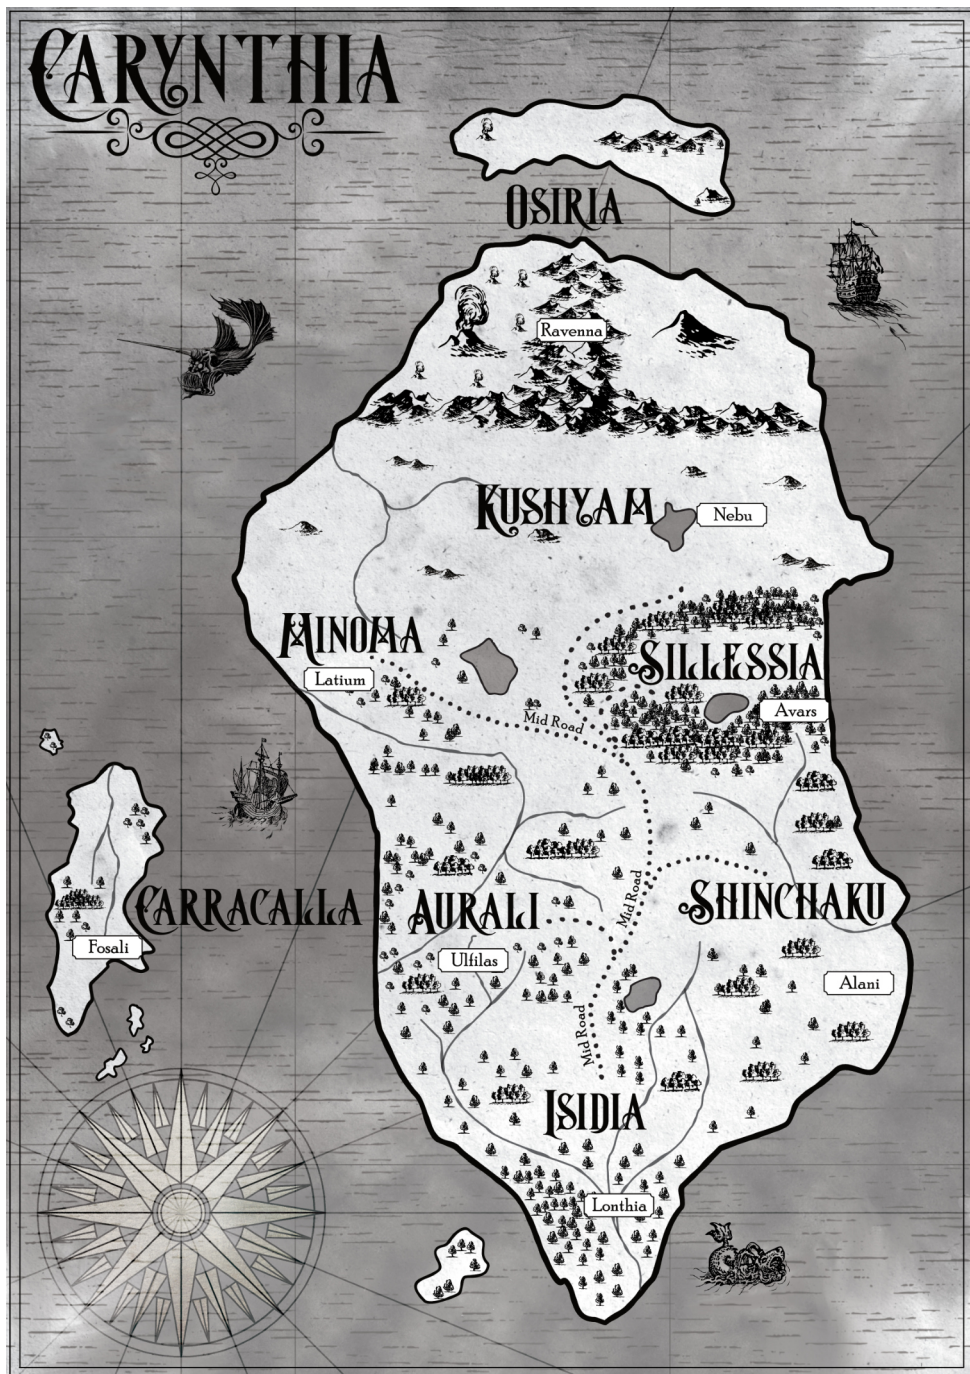 CARYNTHIA
OSIRIA
Ravenna
KUSHYAM
Nebu
MINOMA
SILLESSIA
Latium
Avars
Mid Road
CARRACALLA
AURALI
Mid Road
SHINCHAKU
Fosali
Ulfilas
Alani
Mid Road
ISIDIA
Lonthia